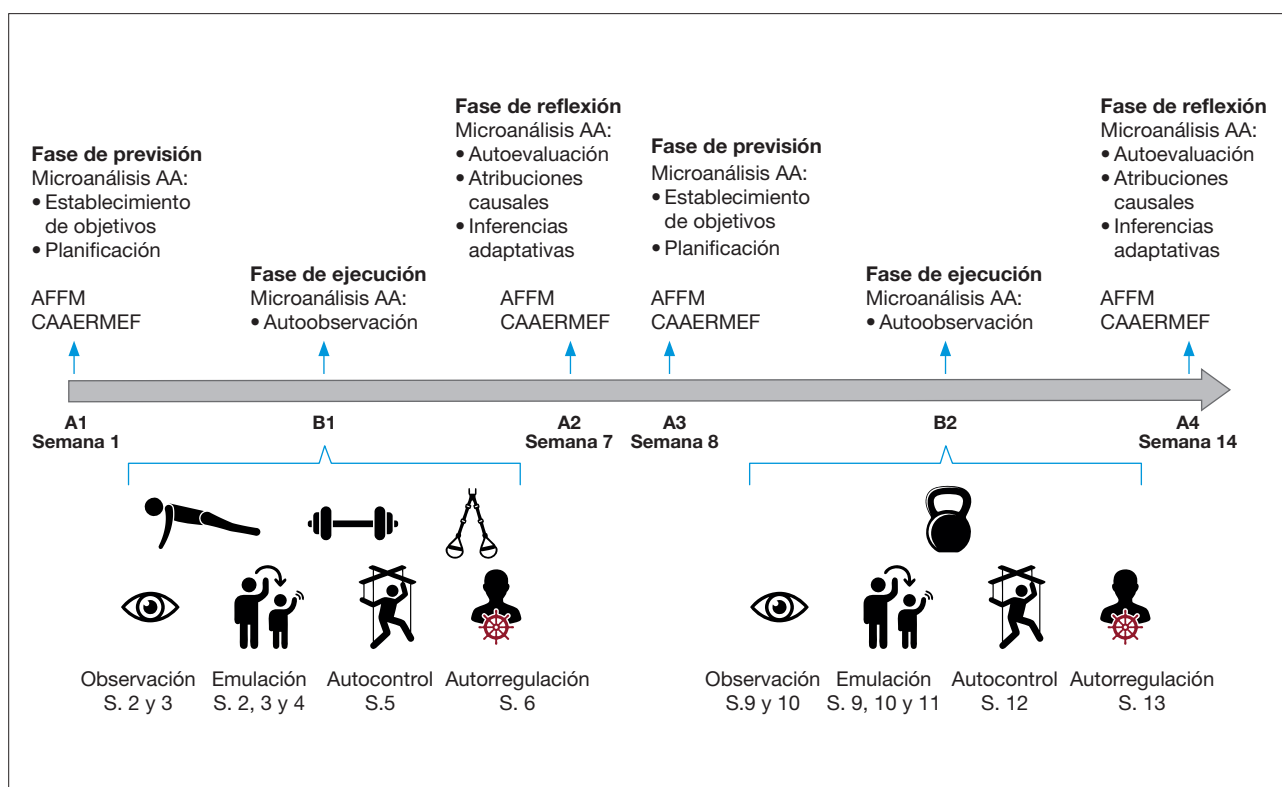 Fase de previsión
Microanálisis AA:
• Establecimiento
de objetivos
• Planificación
AFFM
CAAERMEF
Fase de ejecución
Microanálisis AA:
• Autoobservación
Fase de reflexión
Microanálisis AA:
• Autoevaluación
• Atribuciones
causales
• Inferencias
adaptativas
AFFM
CAAERMEF
Fase de previsión
Microanálisis AA:
• Establecimiento
de objetivos
• Planificación
AFFM
CAAERMEF
Fase de ejecución
Microanálisis AA:
• Autoobservación
Fase de reflexión
Microanálisis AA:
• Autoevaluación
• Atribuciones
causales
• Inferencias
adaptativas
AFFM
CAAERMEF
A1
Semana 1
B1
A2
Semana 7
A3
Semana 8
B2
A4
Semana 14
Observación
S. 2 y 3
Emulación
S. 2, 3 y 4
Autocontrol
S.5
Autorregulación
S. 6
Observación
S.9 y 10
Emulación
S. 9, 10 y 11
Autocontrol
S. 12
Autorregulación
S. 13